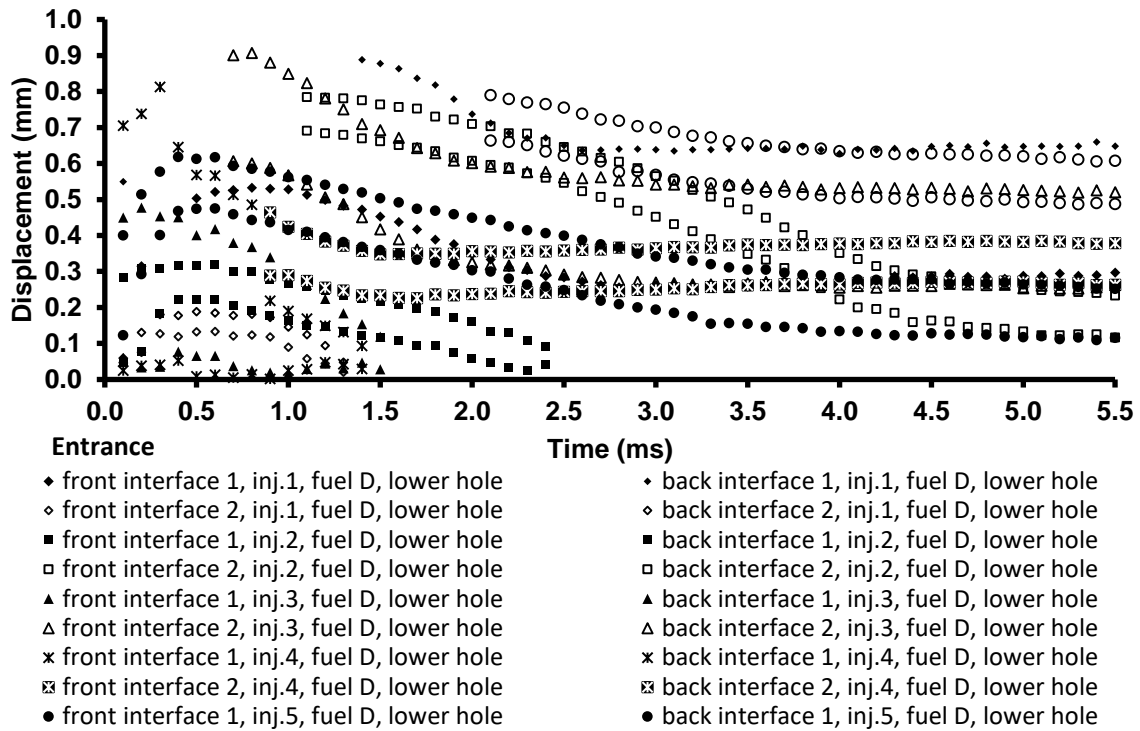 1.0
0.9
0.8
0.7
0.6
0.5
0.4
0.3
0.2
0.1
0.0
Displacement (mm)
0.0 0.5 1.0 1.5 2.0 2.5 3.0 3.5 4.0 4.5 5.0 5.5
Entrance
Time (ms)
front interface 1, inj.1, fuel D, lower hole
back interface 1, inj.1, fuel D, lower hole
front interface 2, inj.1, fuel D, lower hole
back interface 2, inj.1, fuel D, lower hole
front interface 1, inj.2, fuel D, lower hole
back interface 1, inj.2, fuel D, lower hole
front interface 2, inj.2, fuel D, lower hole
back interface 2, inj.2, fuel D, lower hole
front interface 1, inj.3, fuel D, lower hole
back interface 1, inj.3, fuel D, lower hole
front interface 2, inj.3, fuel D, lower hole
back interface 2, inj.3, fuel D, lower hole
front interface 1, inj.4, fuel D, lower hole
back interface 1, inj.4, fuel D, lower hole
front interface 2, inj.4, fuel D, lower hole
back interface 2, inj.4, fuel D, lower hole
front interface 1, inj.5, fuel D, lower hole
back interface 1, inj.5, fuel D, lower hole